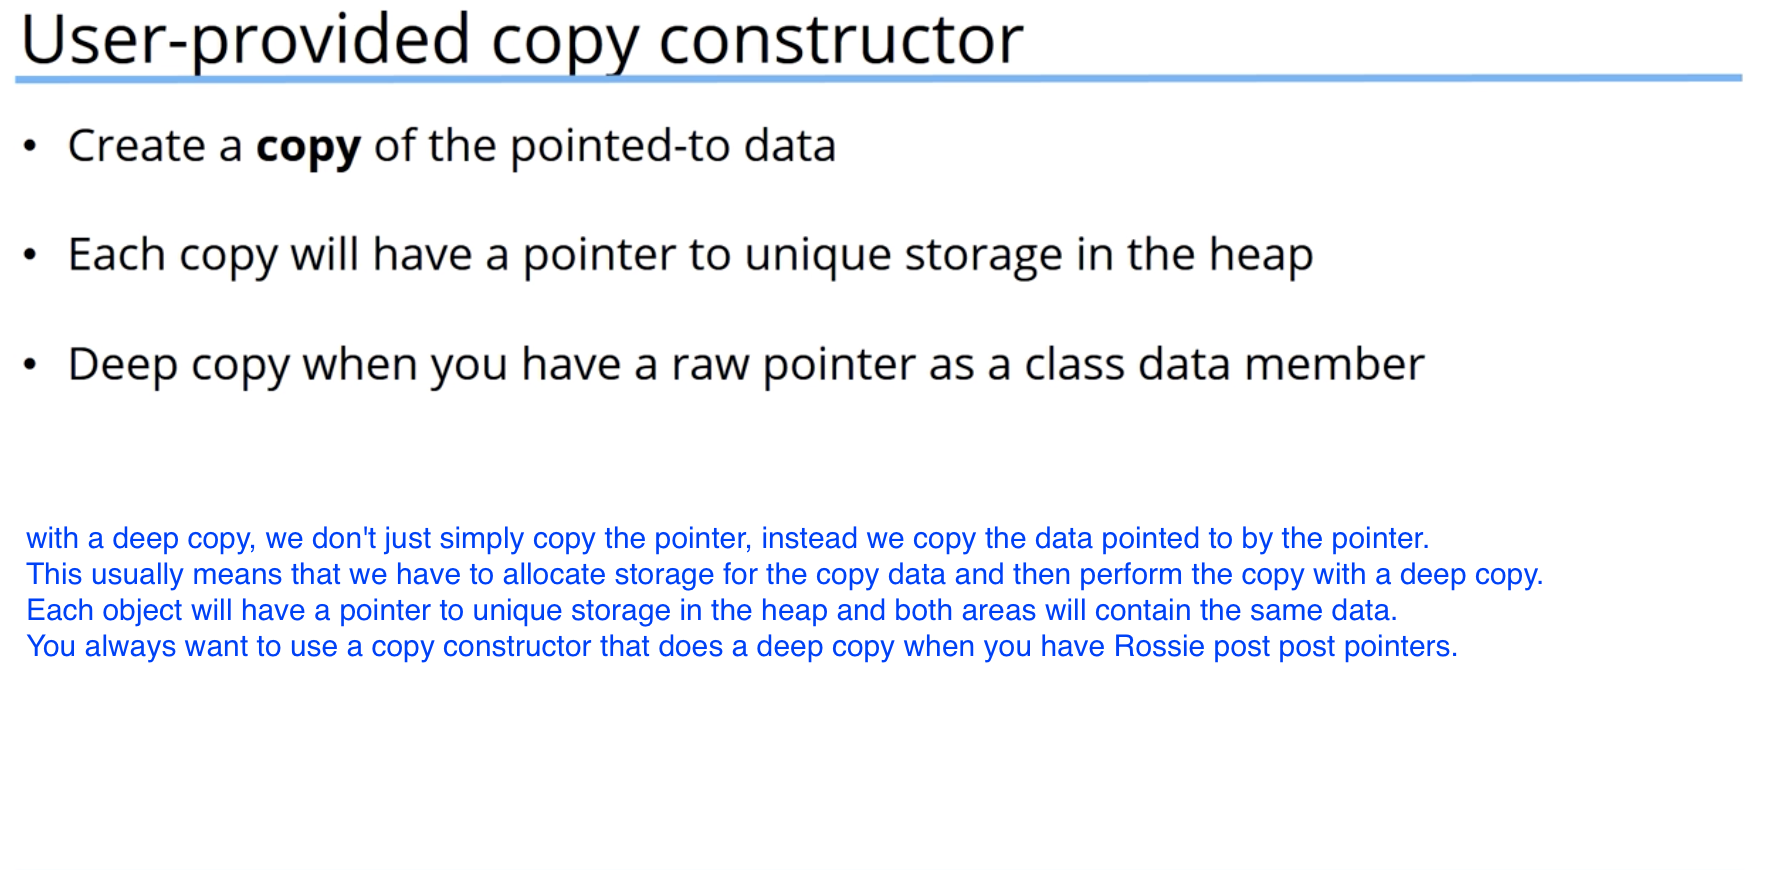 User-provided copy constructor
• Create a copy of the pointed-to data
• Each copy will have a pointer to unique storage in the heap
• Deep copy when you have a raw pointer as a class data member
with a deep copy, we don't just simply copy the pointer, instead we copy the data pointed to by the pointer.
This usually means that we have to allocate storage for the copy data and then perform the copy with a deep copy.
Each object will have a pointer to unique storage in the heap and both areas will contain the same data.
You always want to use a copy constructor that does a deep copy when you have Rossie post post pointers.